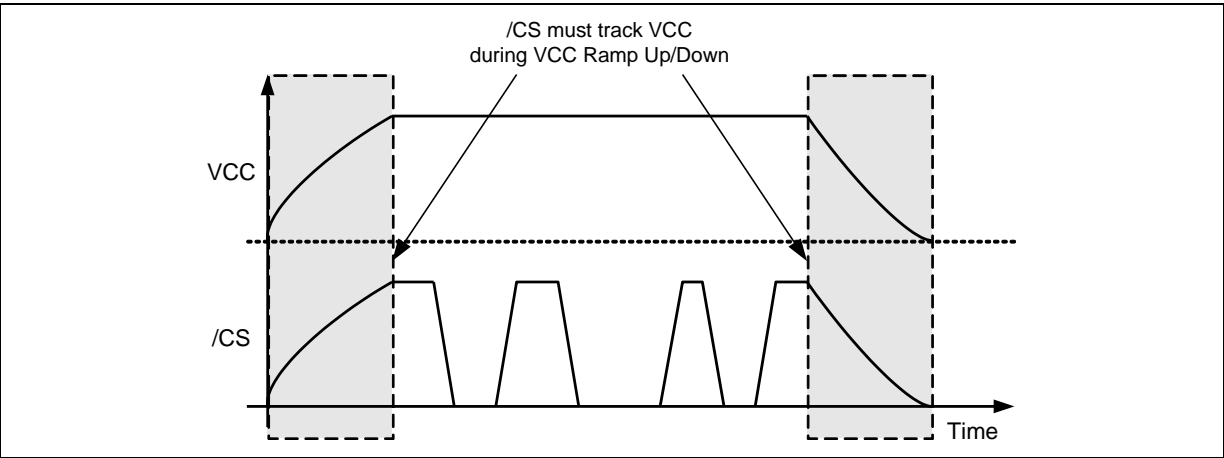 /CS must track VCC
during VCC Ramp Up/Down
VCC
/CS
Time